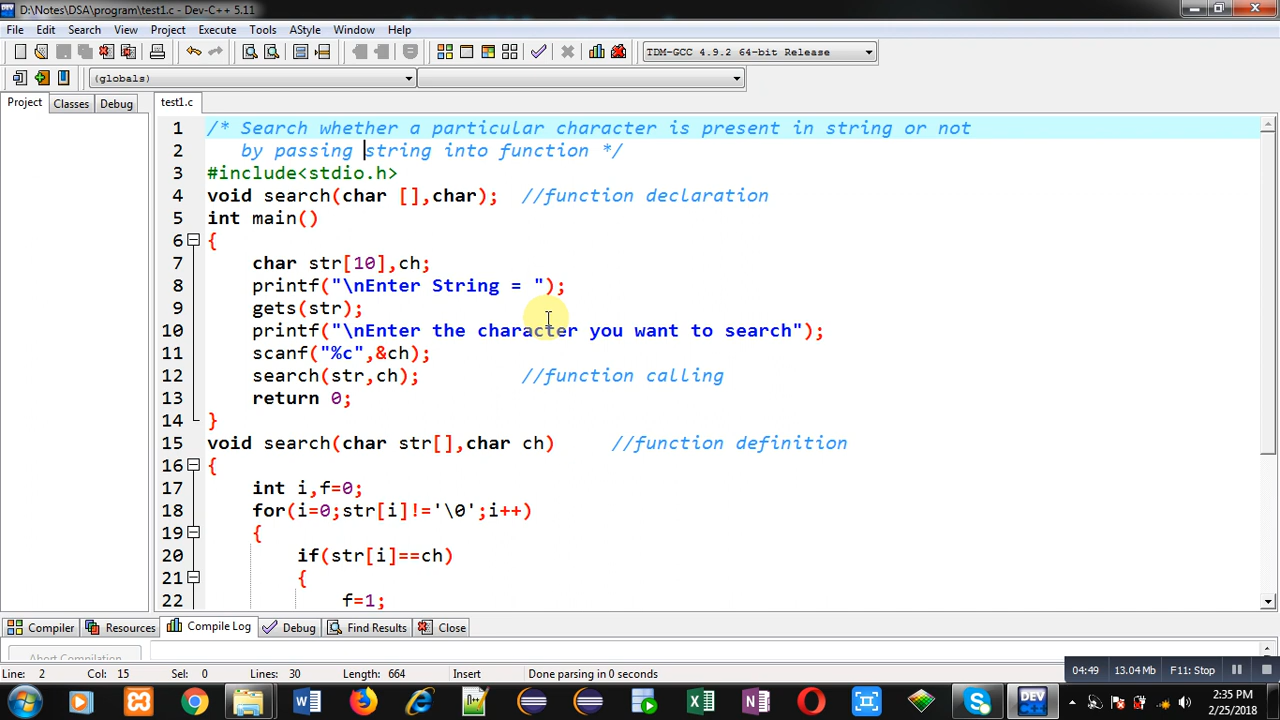 D:\Notes\DSA\program\test1.c - Dev-C++ 5.11
File Edit Search View Project Execute Tools AStyle Window Help
TDM-GCC 4.9.2 64-bit Release
(globals)
Project Classes Debug test1.c
1 /* Search whether a particular character is present in string or not
2 by passing string into function */
3 #include<stdio.h>
4 void search(char [],char); //function declaration
5 int main()
6 {
7 char str[10],ch;
8 printf("\nEnter String = ");
9 gets(str);
10 printf("\nEnter the character you want to search");
11 scanf("%c",&ch);
12 search(str,ch); //function calling
13 return 0;
14 }
15 void search(char str[],char ch) //function definition
16 {
17 int i,f=0;
18 for(i=0;str[i]!='\0';i++)
19 {
20 if(str[i]==ch)
21 {
22 f=1;
Compiler Resources Compile Log Debug Find Results Close
Abort Compilation
Line: 2 Col: 15 Sel: 0 Lines: 30 Length: 664 Insert Done parsing in 0 seconds
04:49 13.04 Mb F11: Stop
2:35 PM
2/25/2018